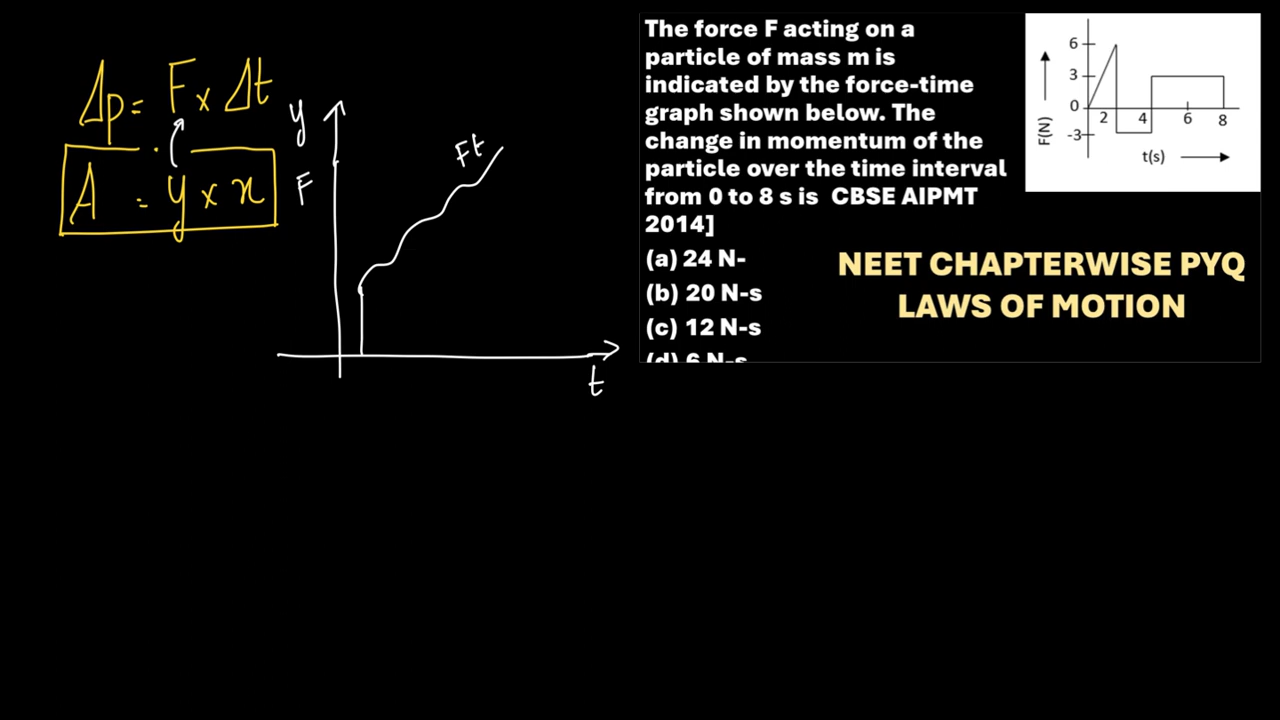 Δp = F × Δt
A = y × x
y
F
Ft
t
The force F acting on a
particle of mass m is
indicated by the force-time
graph shown below. The
change in momentum of the
particle over the time interval
from 0 to 8 s is CBSE AIPMT
2014]
(a) 24 N-
(b) 20 N-s
(c) 12 N-s
(d) 6 N-s
6
3
0
-3
2 4 6 8
F(N)
t(s)
NEET CHAPTERWISE PYQ
LAWS OF MOTION